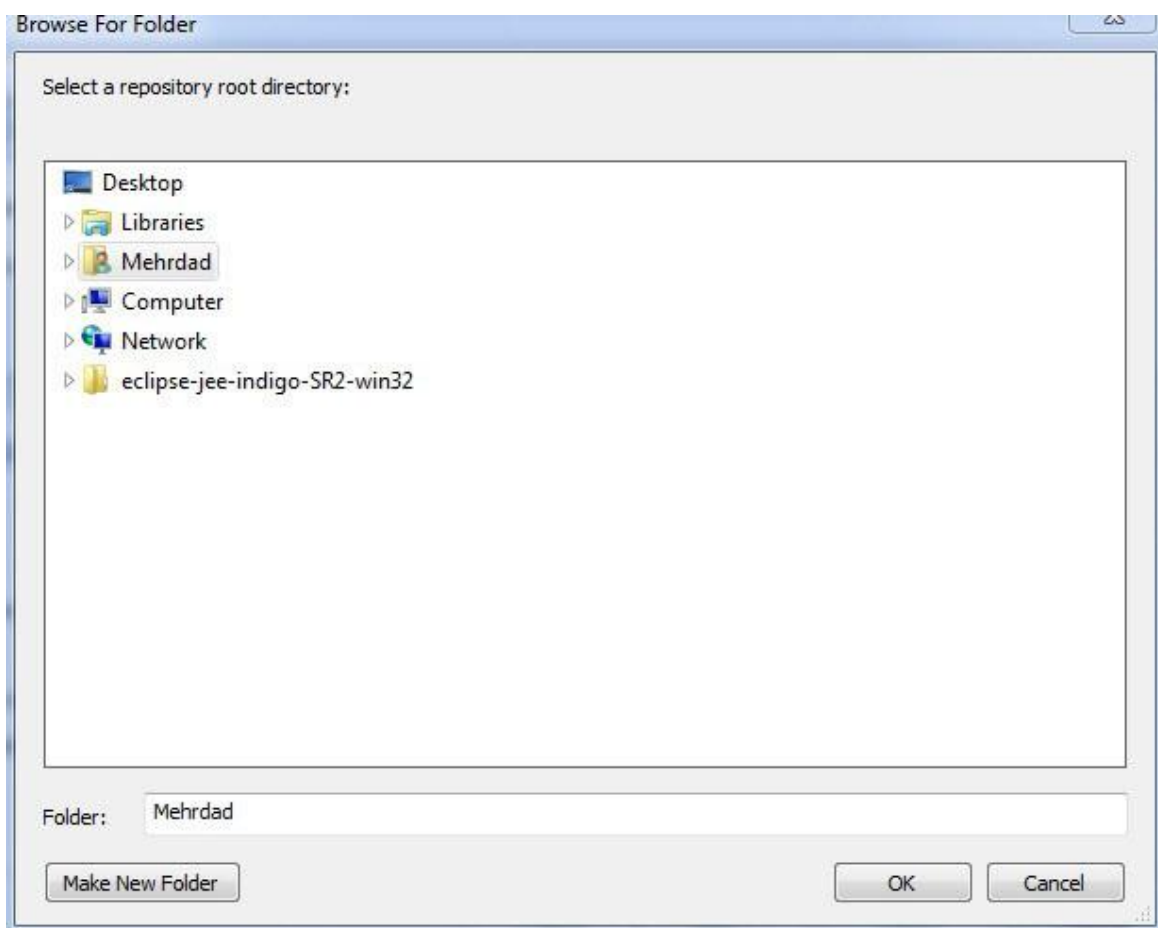 Browse For Folder
Select a repository root directory:
Desktop
Libraries
Mehrdad
Computer
Network
eclipse-jee-indigo-SR2-win32
Folder: Mehrdad
Make New Folder OK Cancel